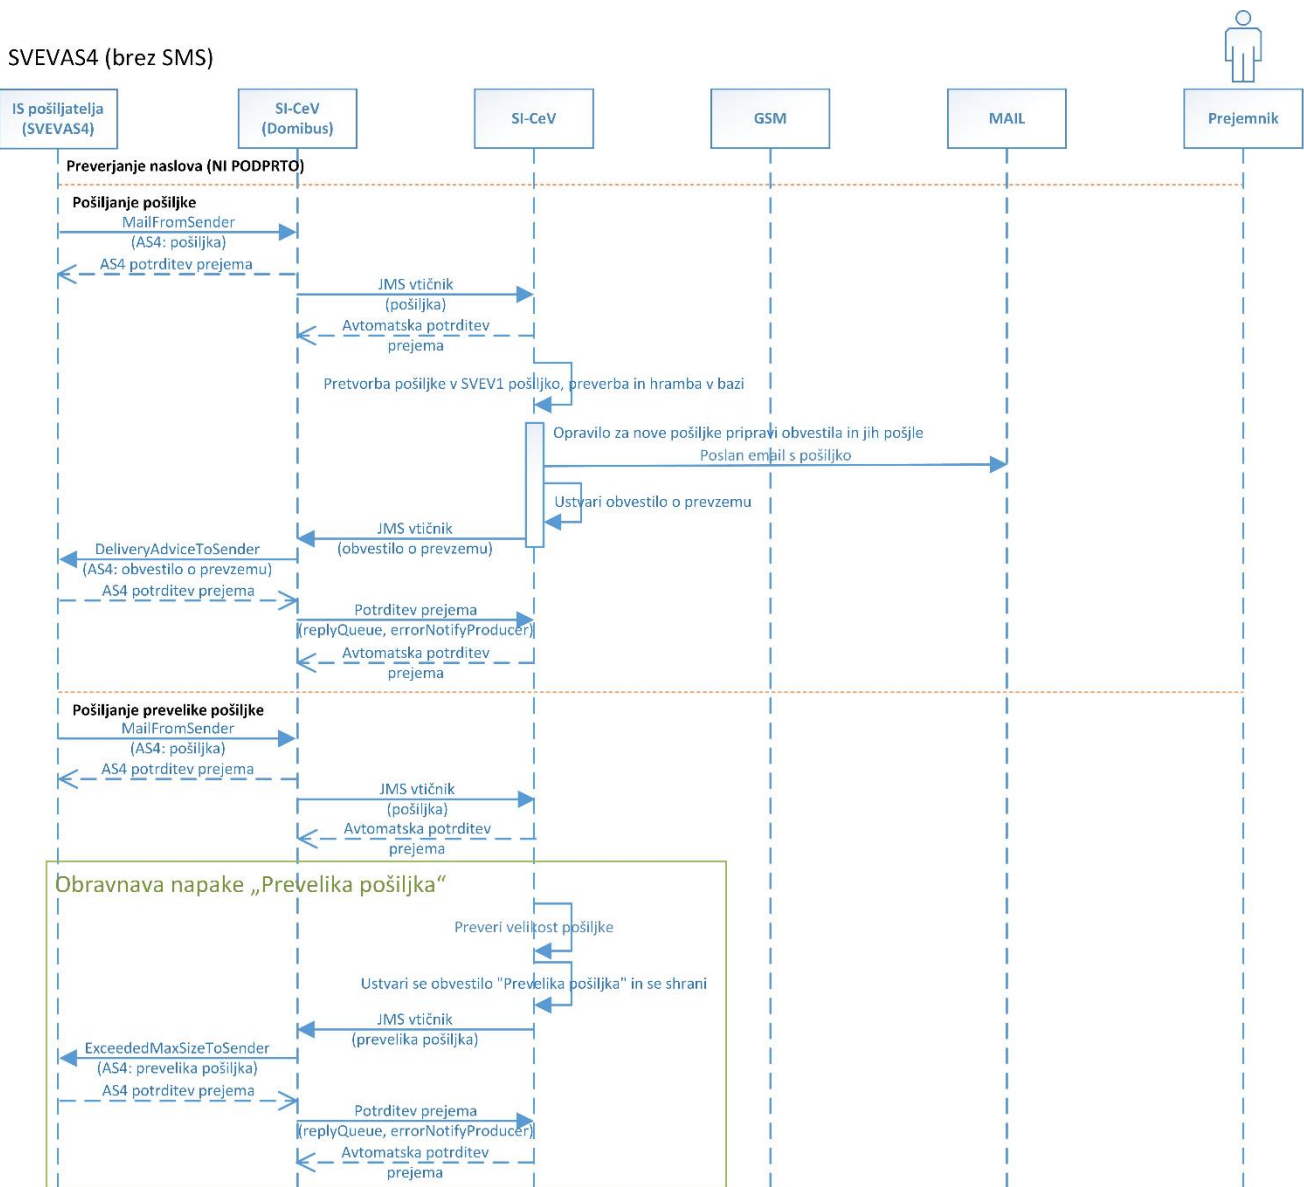 SVEVAS4 (brez SMS)
IS pošiljatelja
(SVEVAS4)
SI-CeV
(Domibus)
SI-CeV
GSM
MAIL
Prejemnik
Preverjanje naslova (NI PODPRTO)
Pošiljanje pošiljke
MailFromSender
(AS4: pošiljka)
AS4 potrditev prejema
JMS vtičnik
(pošiljka)
Avtomatska potrditev
prejema
Pretvorba pošiljke v SVEV1 pošiljko, preverba in hramba v bazi
Opravilo za nove pošiljke pripravi obvestila in jih pošjle
Poslan email s pošiljko
Ustvari obvestilo o prevzemu
JMS vtičnik
(obvestilo o prevzemu)
DeliveryAdviceToSender
(AS4: obvestilo o prevzemu)
AS4 potrditev prejema
Potrditev prejema
(replyQueue, errorNotifyProducer)
Avtomatska potrditev
prejema
Pošiljanje prevelike pošiljke
MailFromSender
(AS4: pošiljka)
AS4 potrditev prejema
JMS vtičnik
(pošiljka)
Avtomatska potrditev
prejema
Obravnava napake „Prevelika pošiljka“
Preveri velikost pošiljke
Ustvari se obvestilo "Prevelika pošiljka" in se shrani
JMS vtičnik
(prevelika pošiljka)
ExceededMaxSizeToSender
(AS4: prevelika pošiljka)
AS4 potrditev prejema
Potrditev prejema
(replyQueue, errorNotifyProducer)
Avtomatska potrditev
prejema